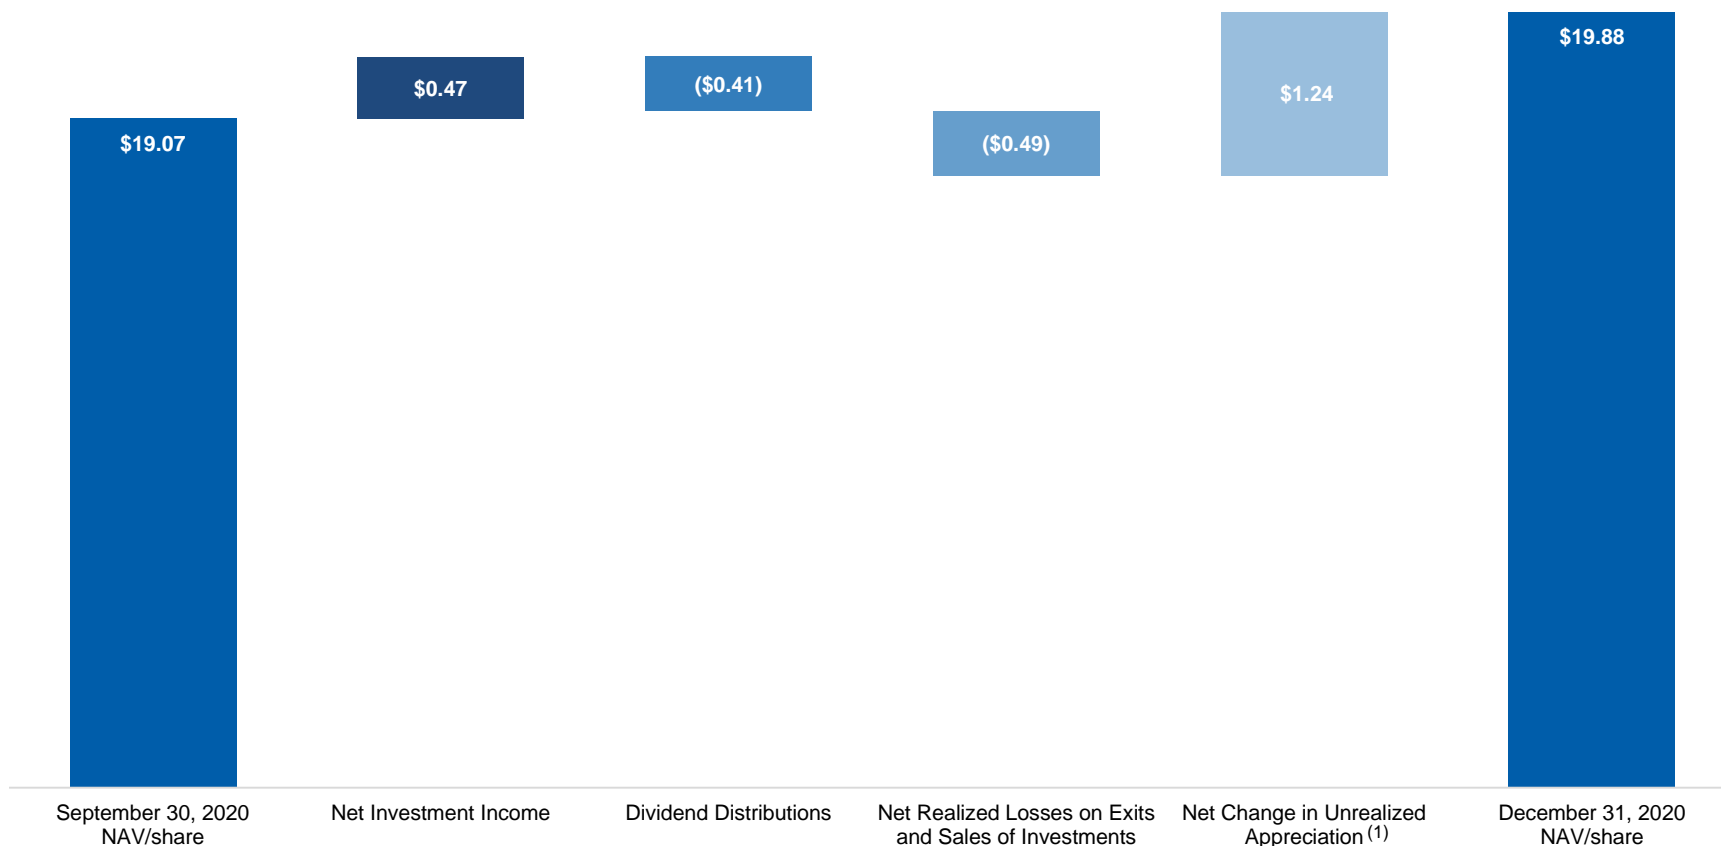 $19.07
$0.47
($0.41)
($0.49)
$1.24
$19.88
September 30, 2020
NAV/share
Net Investment Income
Dividend Distributions
Net Realized Losses on Exits
and Sales of Investments
Net Change in Unrealized
Appreciation (1)
December 31, 2020
NAV/share